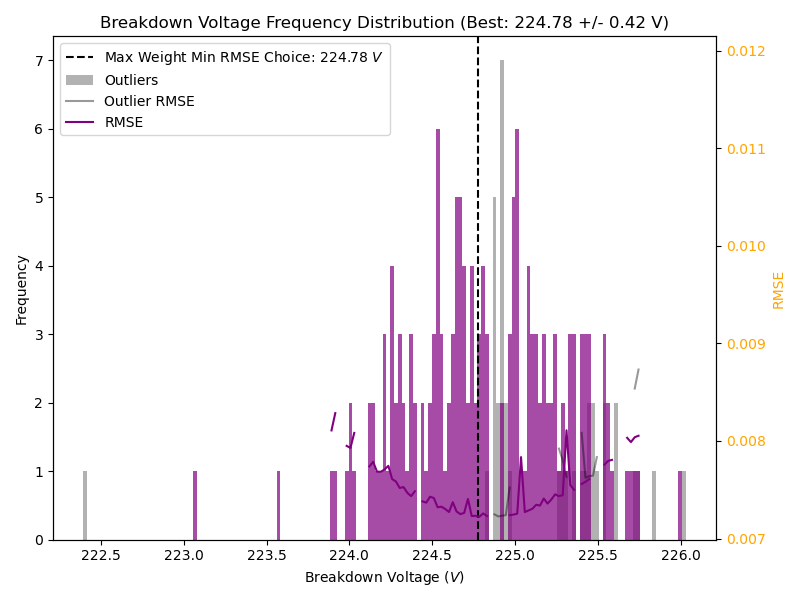 Breakdown Voltage Frequency Distribution (Best: 224.78 +/- 0.42 V)
Max Weight Min RMSE Choice: 224.78 V
Outliers
Outlier RMSE
RMSE
7
6
5
4
3
2
1
0
Frequency
0.012
0.011
0.010
0.009
0.008
0.007
RMSE
222.5 223.0 223.5 224.0 224.5 225.0 225.5 226.0
Breakdown Voltage (V)